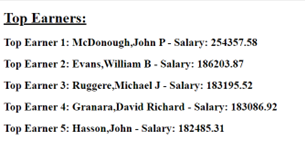 Top Earners:
Top Earner 1: McDonough,John P - Salary: 254357.58
Top Earner 2: Evans,William B - Salary: 186203.87
Top Earner 3: Ruggere,Michael J - Salary: 183195.52
Top Earner 4: Granara,David Richard - Salary: 183086.92
Top Earner 5: Hasson,John - Salary: 182485.31